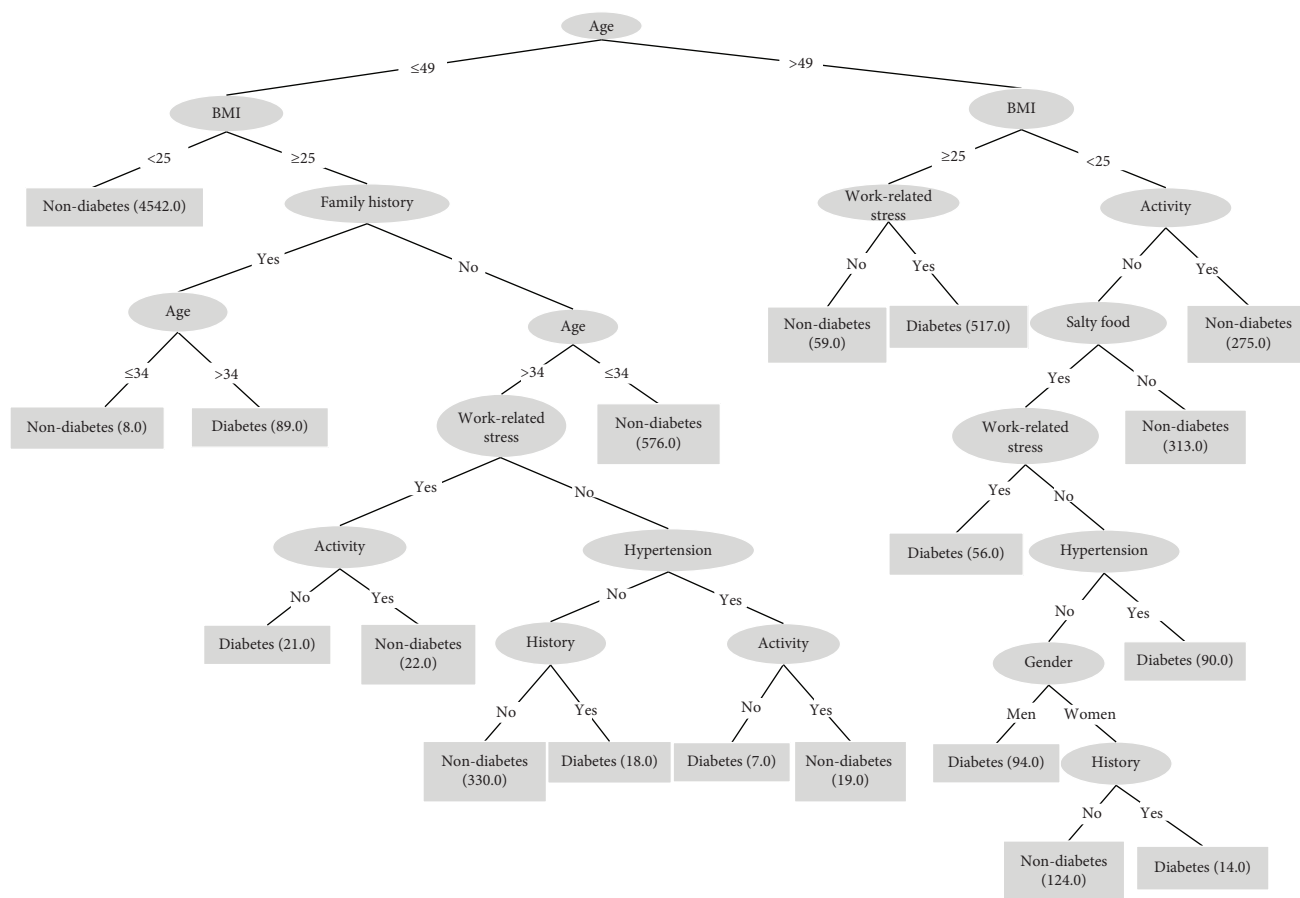 Age
≤49
>49
BMI
BMI
<25
≥25
≥25
<25
Non-diabetes (4542.0)
Family history
Work-related
stress
Activity
Yes
No
No
Yes
No
Yes
Age
Age
Non-diabetes
(59.0)
Diabetes (517.0)
Salty food
Non-diabetes
(275.0)
≤34
>34
>34
≤34
Yes
No
Non-diabetes (8.0)
Diabetes (89.0)
Work-related
stress
Non-diabetes
(576.0)
Work-related
stress
Non-diabetes
(313.0)
Yes
No
Yes
No
Activity
Hypertension
Diabetes (56.0)
Hypertension
No
Yes
No
Yes
No
Yes
Diabetes (21.0)
Non-diabetes
(22.0)
History
Activity
Gender
Diabetes (90.0)
No
Yes
No
Yes
Men
Women
Non-diabetes
(330.0)
Diabetes (18.0)
Diabetes (7.0)
Non-diabetes
(19.0)
Diabetes (94.0)
History
No
Yes
Non-diabetes
(124.0)
Diabetes (14.0)